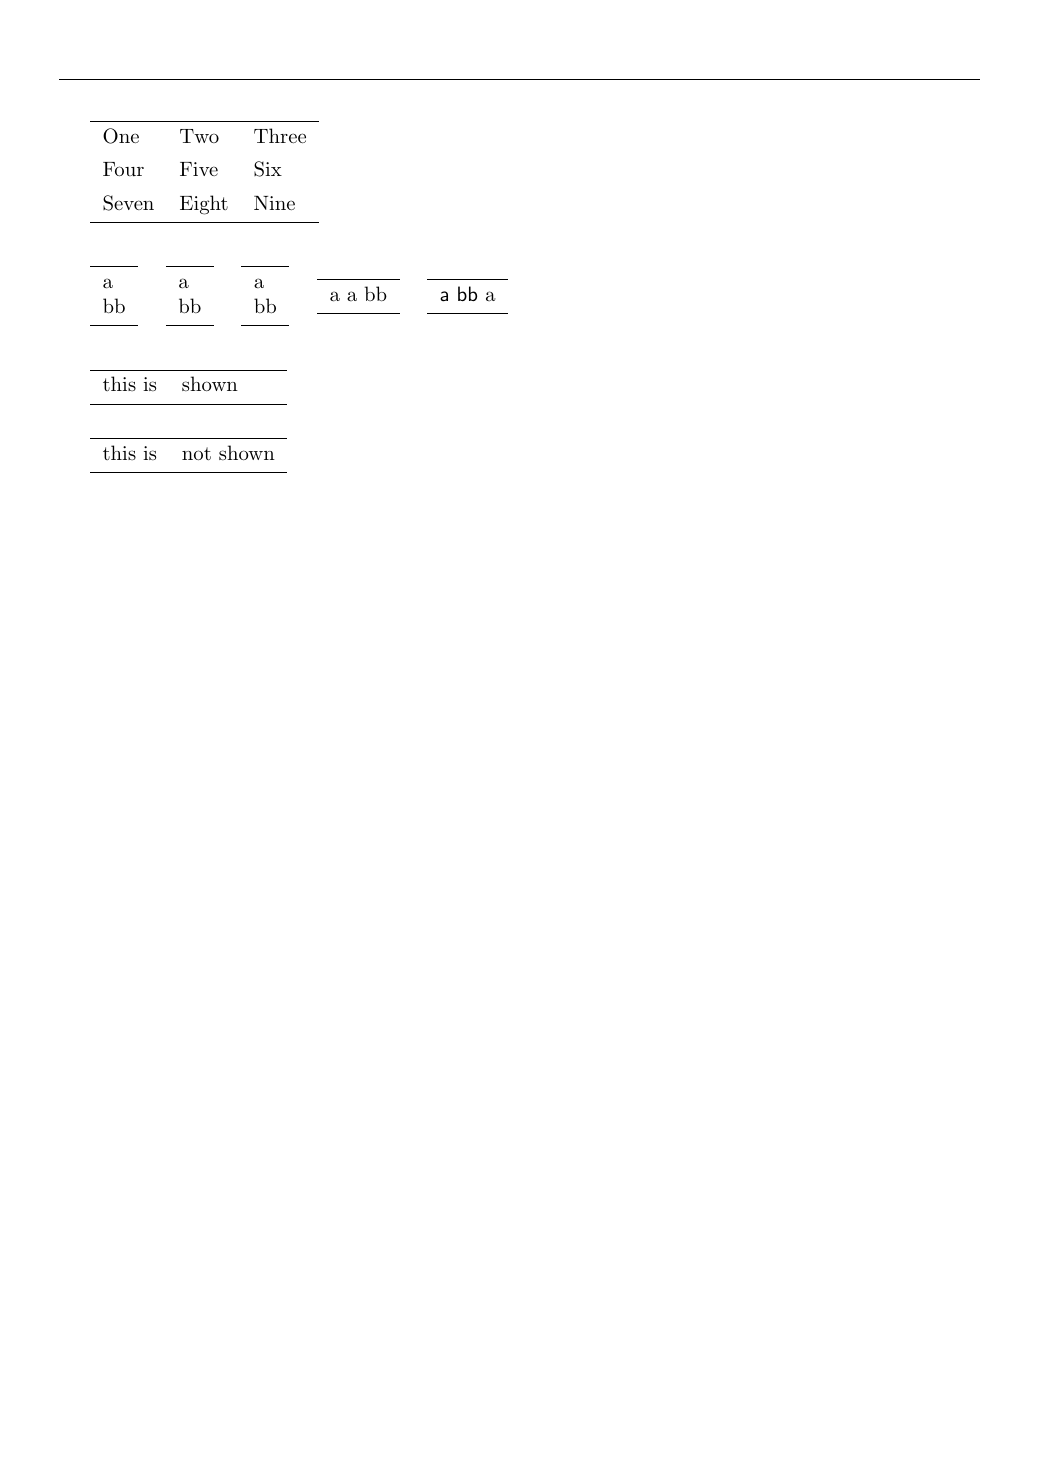 One Two Three
Four Five Six
Seven Eight Nine
a a a
bb bb bb a a bb a bb a
this is shown
this is not shown